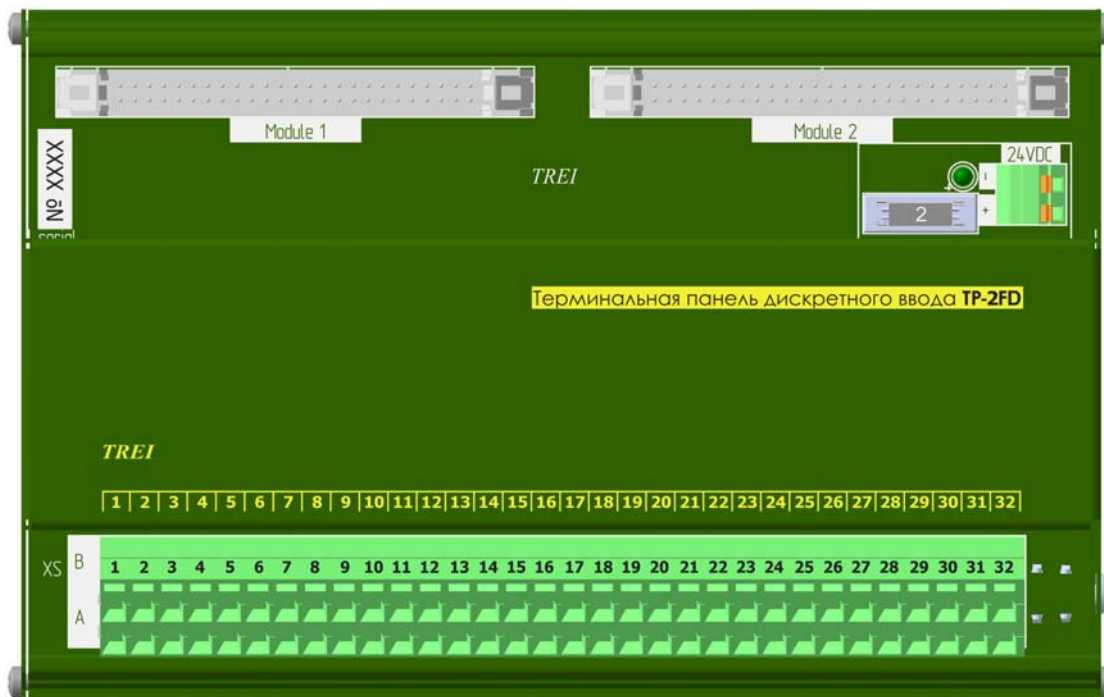 Module 1
Module 2
24VDC
№ XXXX
TREI
-
+
2
Терминальная панель дискретного ввода TP-2FD
TREI
1 2 3 4 5 6 7 8 9 10 11 12 13 14 15 16 17 18 19 20 21 22 23 24 25 26 27 28 29 30 31 32
XS
B
1 2 3 4 5 6 7 8 9 10 11 12 13 14 15 16 17 18 19 20 21 22 23 24 25 26 27 28 29 30 31 32
A